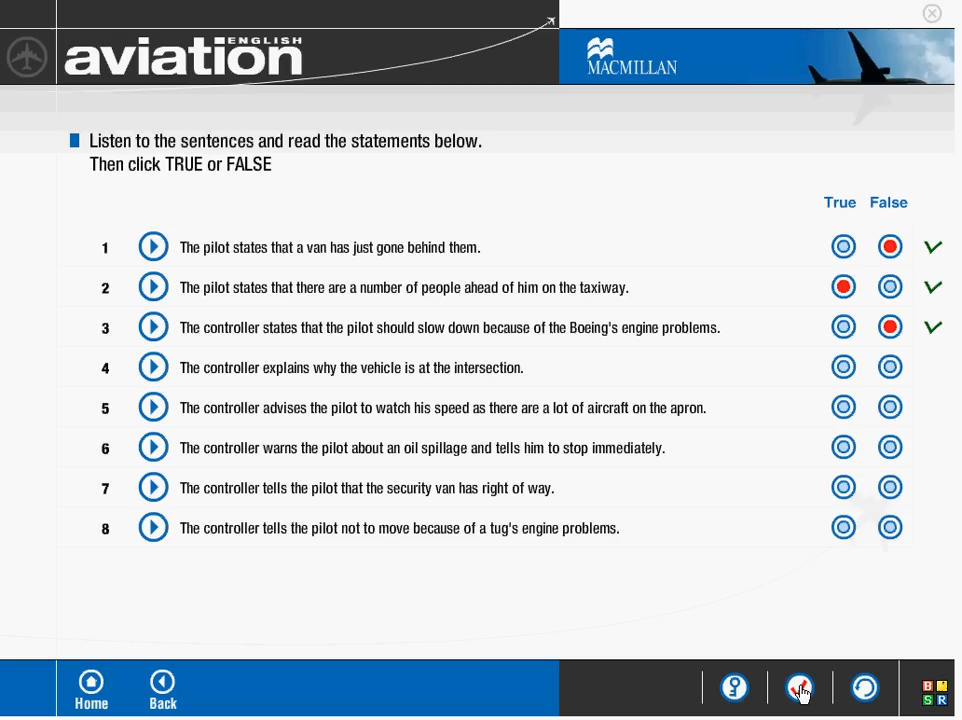 ENGLISH
aviation
MACMILLAN
Listen to the sentences and read the statements below.
Then click TRUE or FALSE
True False
1 The pilot states that a van has just gone behind them.
2 The pilot states that there are a number of people ahead of him on the taxiway.
3 The controller states that the pilot should slow down because of the Boeing's engine problems.
4 The controller explains why the vehicle is at the intersection.
5 The controller advises the pilot to watch his speed as there are a lot of aircraft on the apron.
6 The controller warns the pilot about an oil spillage and tells him to stop immediately.
7 The controller tells the pilot that the security van has right of way.
8 The controller tells the pilot not to move because of a tug's engine problems.
Home Back
B
S R